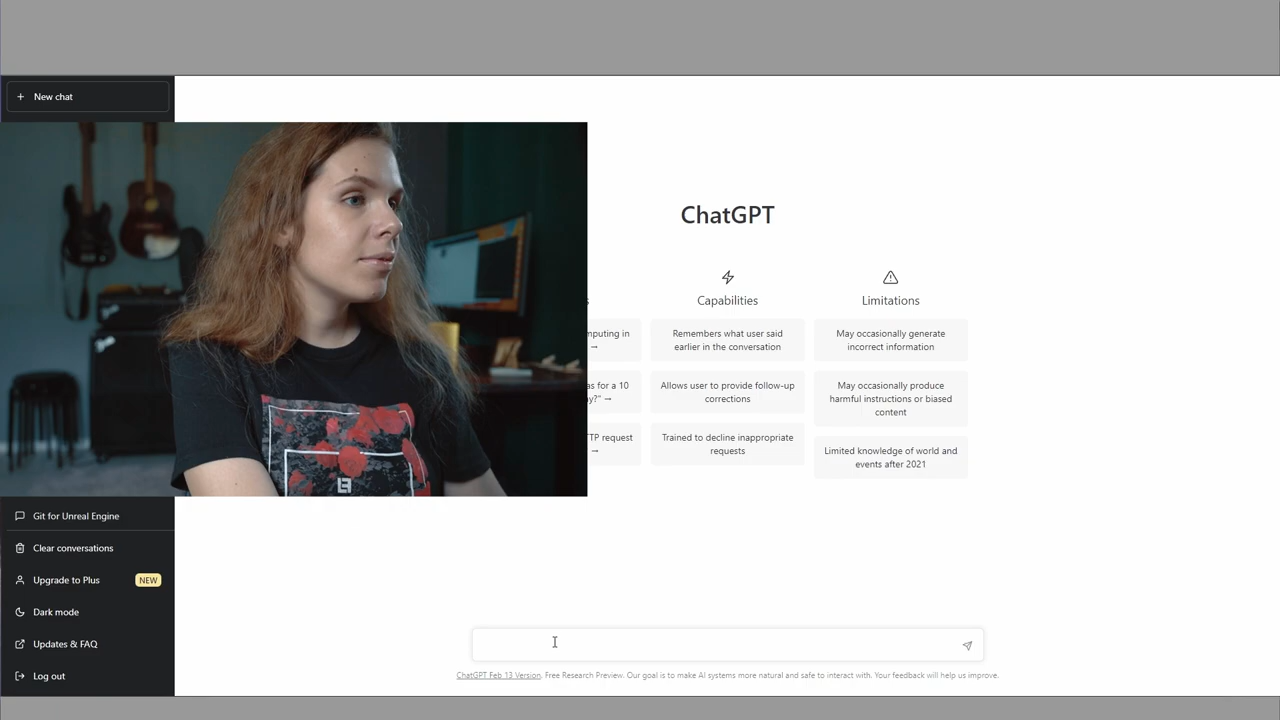 New chat
ChatGPT
Capabilities
Limitations
Remembers what user said
earlier in the conversation
May occasionally generate
incorrect information
in
→
Allows user to provide follow-up
corrections
May occasionally produce
harmful instructions or biased
content
for a 10
→
Trained to decline inappropriate
requests
Limited knowledge of world and
events after 2021
request
→
Git for Unreal Engine
Clear conversations
Upgrade to Plus NEW
Dark mode
Updates & FAQ
Log out
ChatGPT Feb 13 Version. Free Research Preview. Our goal is to make AI systems more natural and safe to interact with. Your feedback will help us improve.